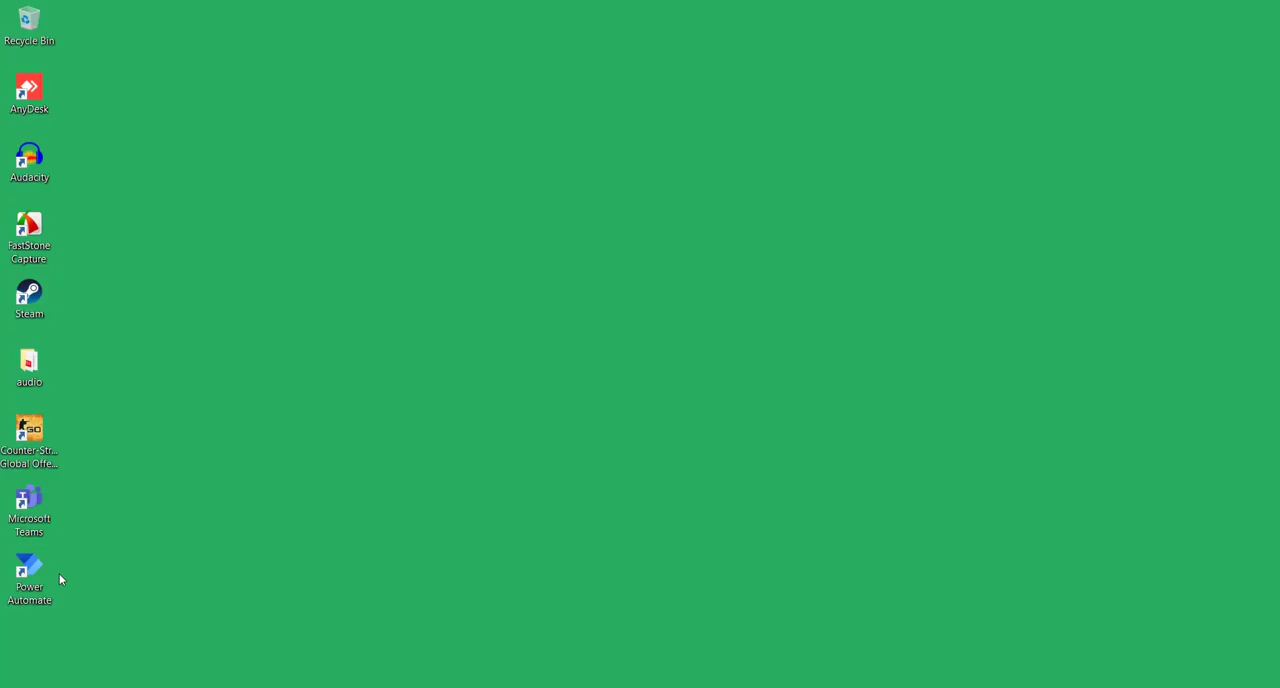 Recycle Bin
AnyDesk
Audacity
FastStone
Capture
Steam
audio
Counter-Str...
Global Offe...
Microsoft
Teams
Power
Automate